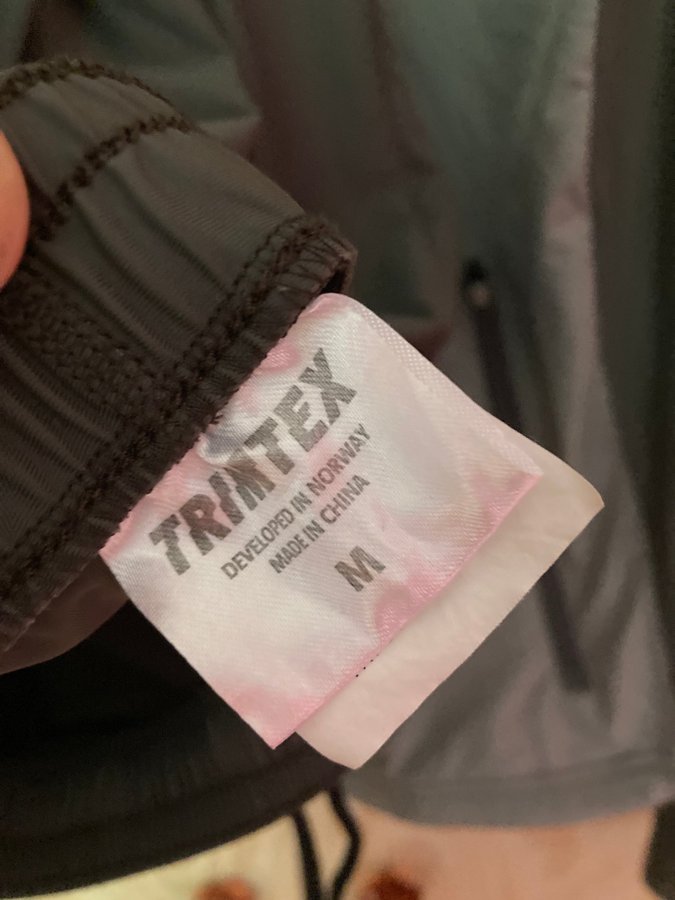 TRIMTEX
DEVELOPED IN NORWAY
MADE IN CHINA
M